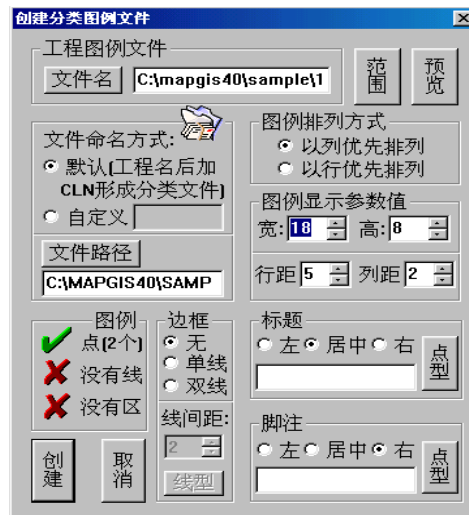 创建分类图例文件
工程图例文件
文件名 C:\mapgis40\sample\1
范围
预览
文件命名方式:
默认(工程名后加
CLN形成分类文件)
自定义
文件路径
C:\MAPGIS40\SAMP
图例排列方式
以列优先排列
以行优先排列
图例显示参数值
宽: 18 高: 8
行距 5 列距 2
图例
点(2个)
没有线
没有区
边框
无
单线
双线
线间距:
2
线型
标题
左 居中 右
点型
脚注
左 居中 右
点型
创建
取消